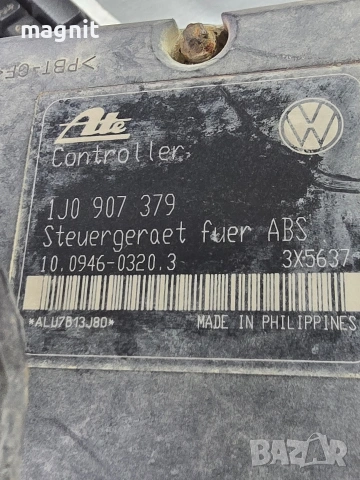 magnit
>PBT-GF
Ate
Controller
1J0 907 379
Steuergeraet fuer ABS
10.0946-0320.3 3X5637
*ALU7B13J80* MADE IN PHILIPPINES
BAZAR